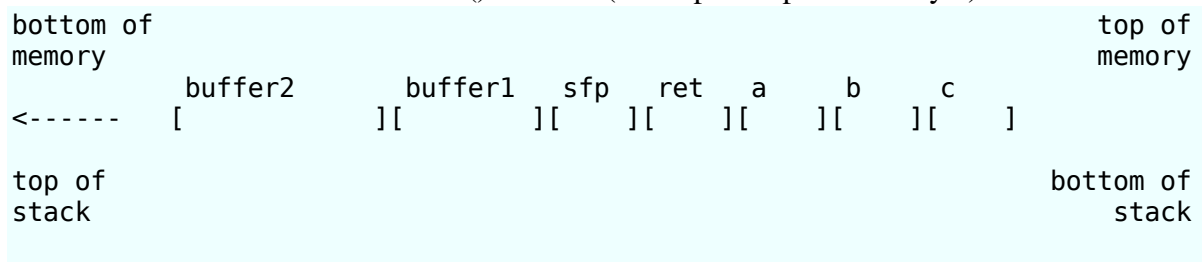 bottom of top of
memory memory
buffer2 buffer1 sfp ret a b c
<------ [ ][ ][ ][ ][ ][ ][ ]
top of bottom of
stack stack